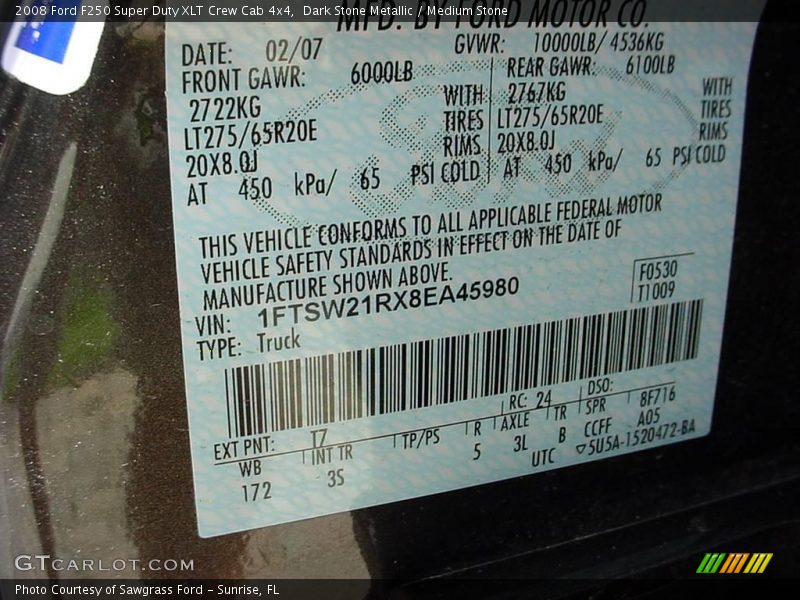 2008 Ford F250 Super Duty XLT Crew Cab 4x4,  Dark Stone Metallic / Medium Stone
MFD. BY FORD MOTOR CO.
DATE: 02/07 GVWR: 10000LB/ 4536KG
FRONT GAWR: 6000LB REAR GAWR: 6100LB
2722KG WITH 2767KG WITH
LT275/65R20E TIRES LT275/65R20E TIRES
20X8.0J RIMS 20X8.0J RIMS
AT 450 kPa/ 65 PSI COLD AT 450 kPa/ 65 PSI COLD
THIS VEHICLE CONFORMS TO ALL APPLICABLE FEDERAL MOTOR
VEHICLE SAFETY STANDARDS IN EFFECT ON THE DATE OF
MANUFACTURE SHOWN ABOVE.
VIN: 1FTSW21RX8EA45980 F0530
TYPE: Truck T1009
EXT PNT: T7 RC: 24 DSO:
WB INT TR TP/PS R AXLE TR SPR 8F716
172 3S 5 3L B CCFF A05
UTC ▽5U5A-1520472-BA
GTCARLOT.COM
Photo Courtesy of Sawgrass Ford - Sunrise, FL